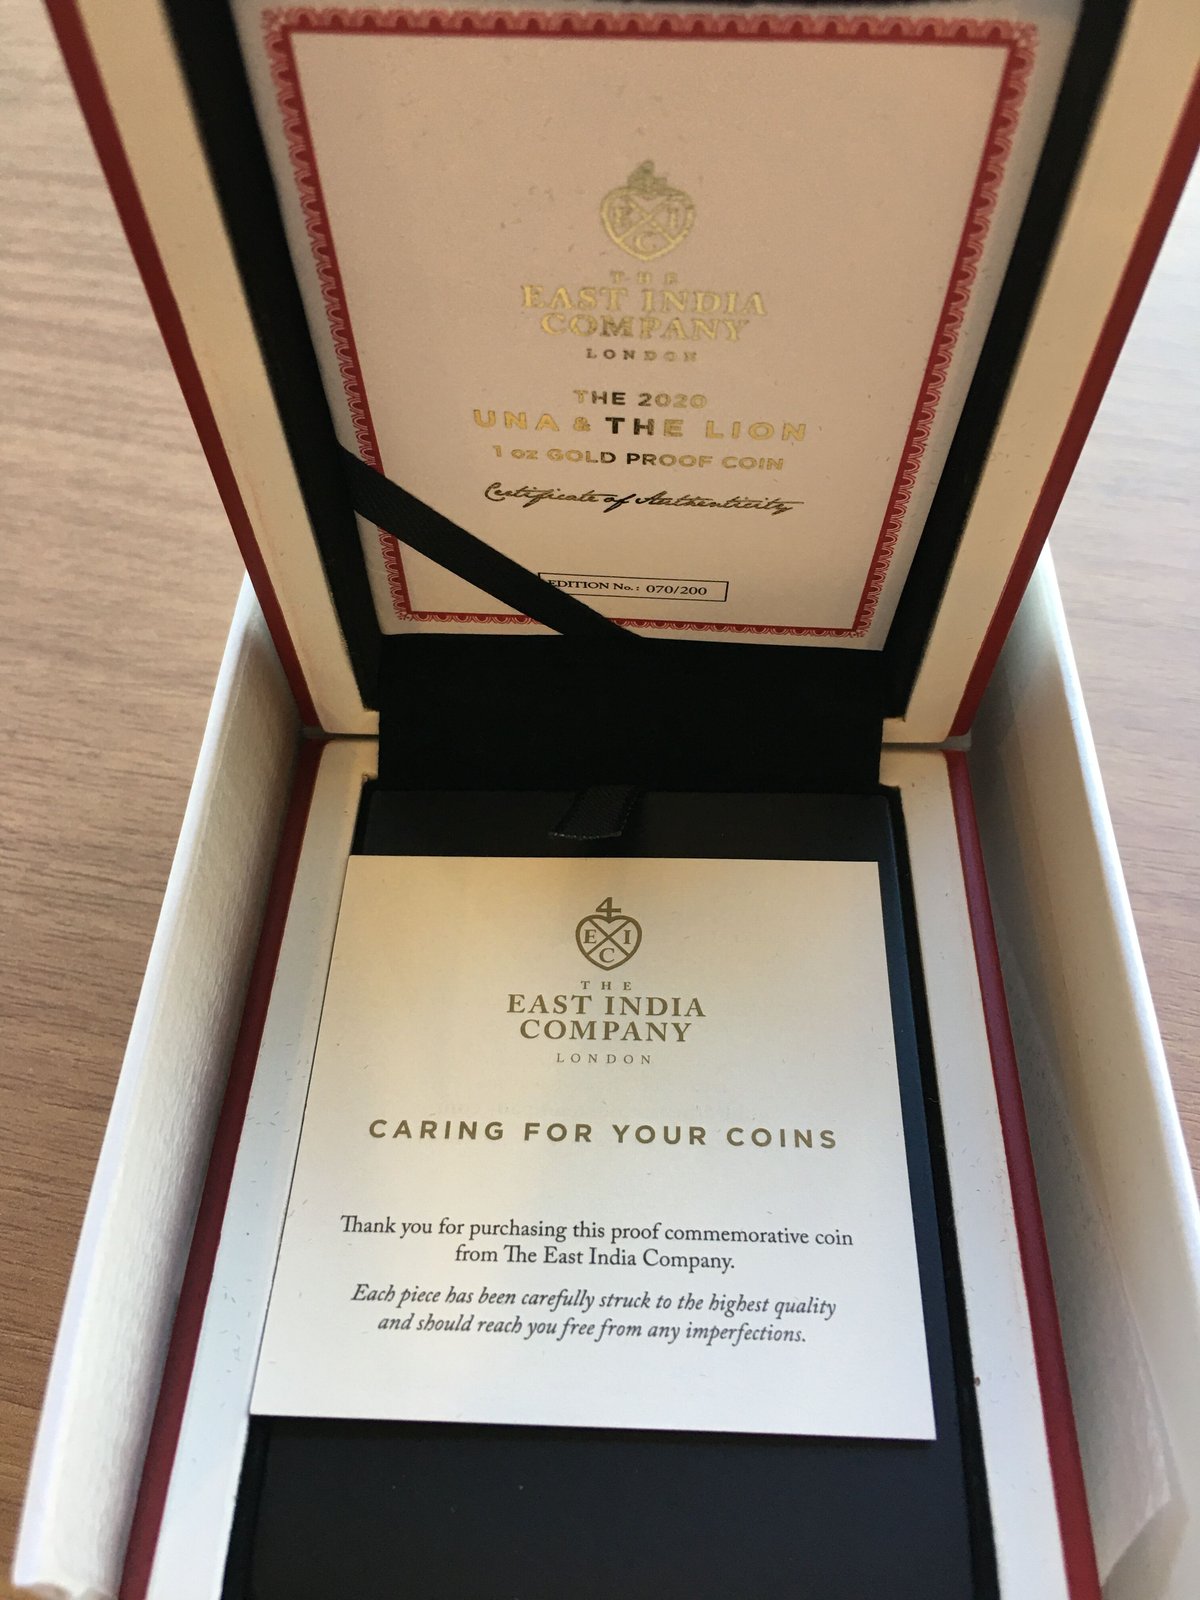 4
E I
C
THE
EAST INDIA
COMPANY
LONDON
THE 2020
UNA & THE LION
1 oz GOLD PROOF COIN
Certificate of Authenticity
EDITION No.: 070/200
4
E I
C
THE
EAST INDIA
COMPANY
LONDON
CARING FOR YOUR COINS
Thank you for purchasing this proof commemorative coin
from The East India Company.
Each piece has been carefully struck to the highest quality
and should reach you free from any imperfections.